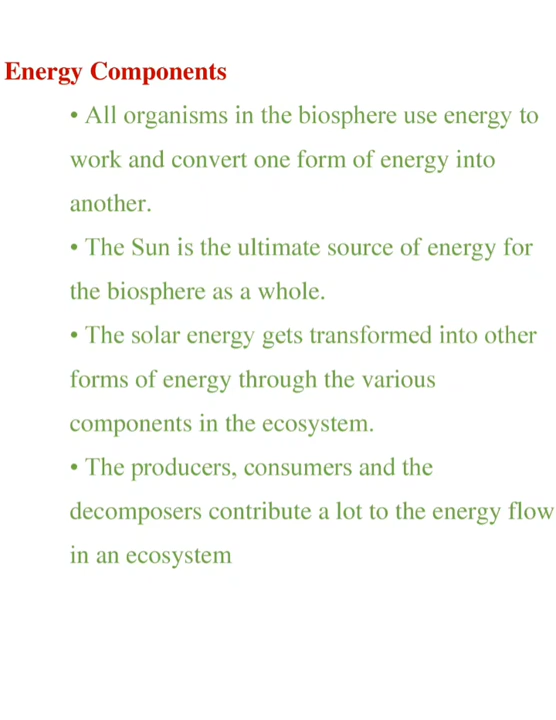 Energy Components
• All organisms in the biosphere use energy to
work and convert one form of energy into
another.
• The Sun is the ultimate source of energy for
the biosphere as a whole.
• The solar energy gets transformed into other
forms of energy through the various
components in the ecosystem.
• The producers, consumers and the
decomposers contribute a lot to the energy flow
in an ecosystem